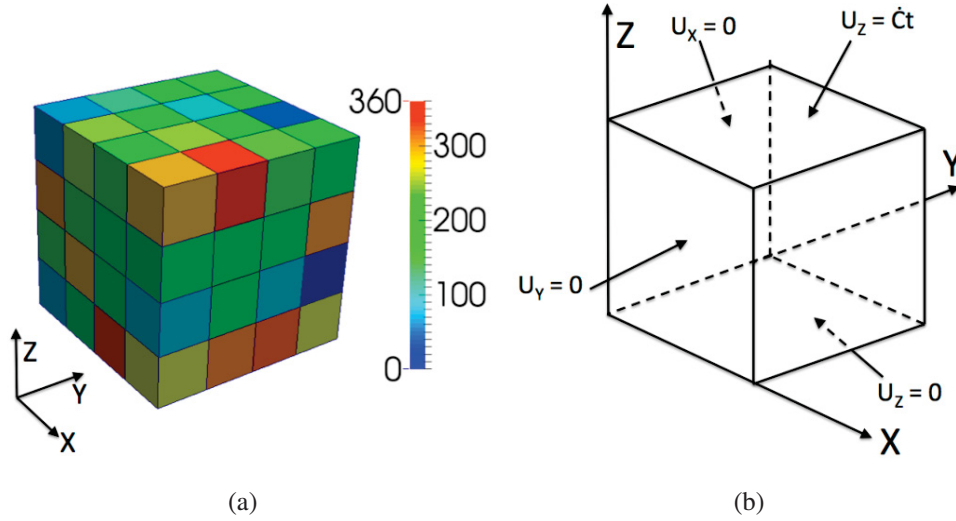 360
300
200
100
0
Z
Y
X
(a)
Z
U_X = 0
U_Z = Ċt
Y
U_Y = 0
U_Z = 0
X
(b)